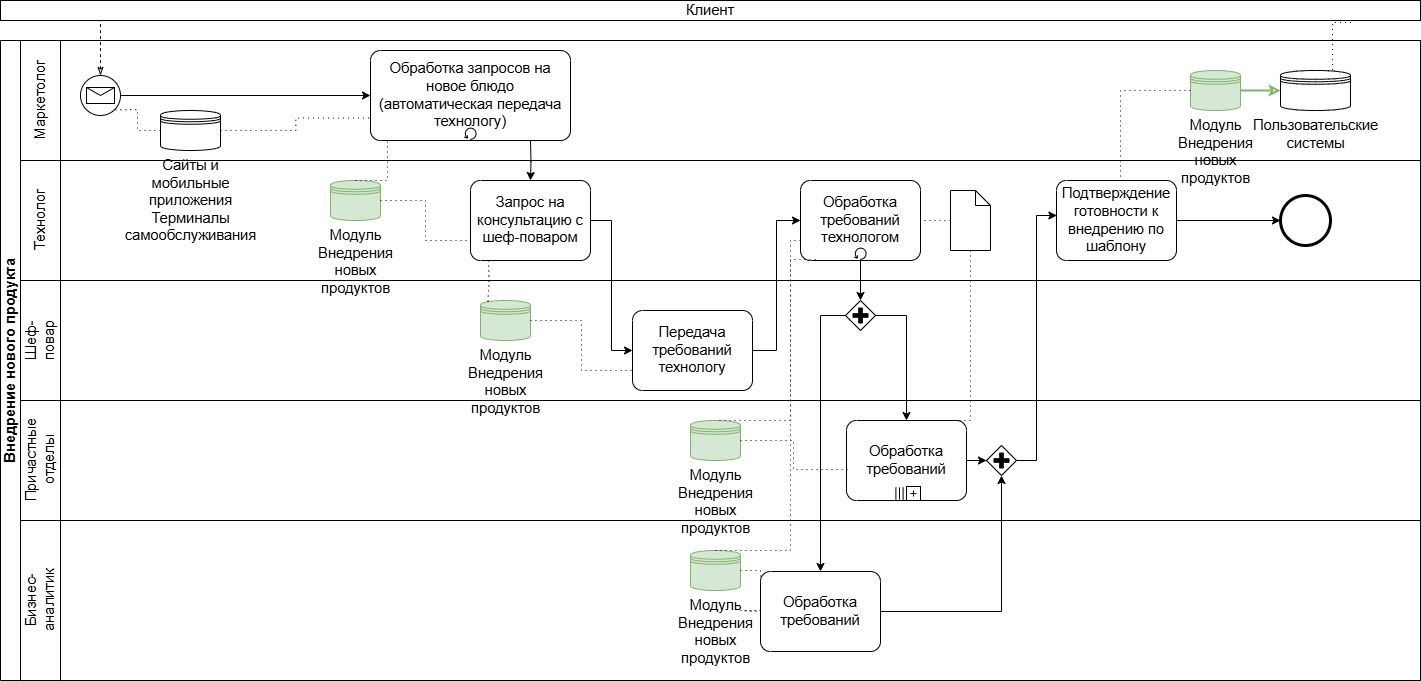 Клиент
Внедрение нового продукта
Маркетолог
Обработка запросов на
новое блюдо
(автоматическая передача
технологу)
Сайты и
мобильные
приложения
Терминалы
самообслуживания
Модуль
Внедрения
новых
продуктов
Пользовательские
системы
Технолог
Модуль
Внедрения
новых
продуктов
Запрос на
консультацию с
шеф-поваром
Обработка
требований
технологом
Подтверждение
готовности к
внедрению по
шаблону
Шеф-
повар
Модуль
Внедрения
новых
продуктов
Передача
требований
технологу
Причастные
отделы
Модуль
Внедрения
новых
продуктов
Обработка
требований
Бизнес-
аналитик
Модуль
Внедрения
новых
продуктов
Обработка
требований